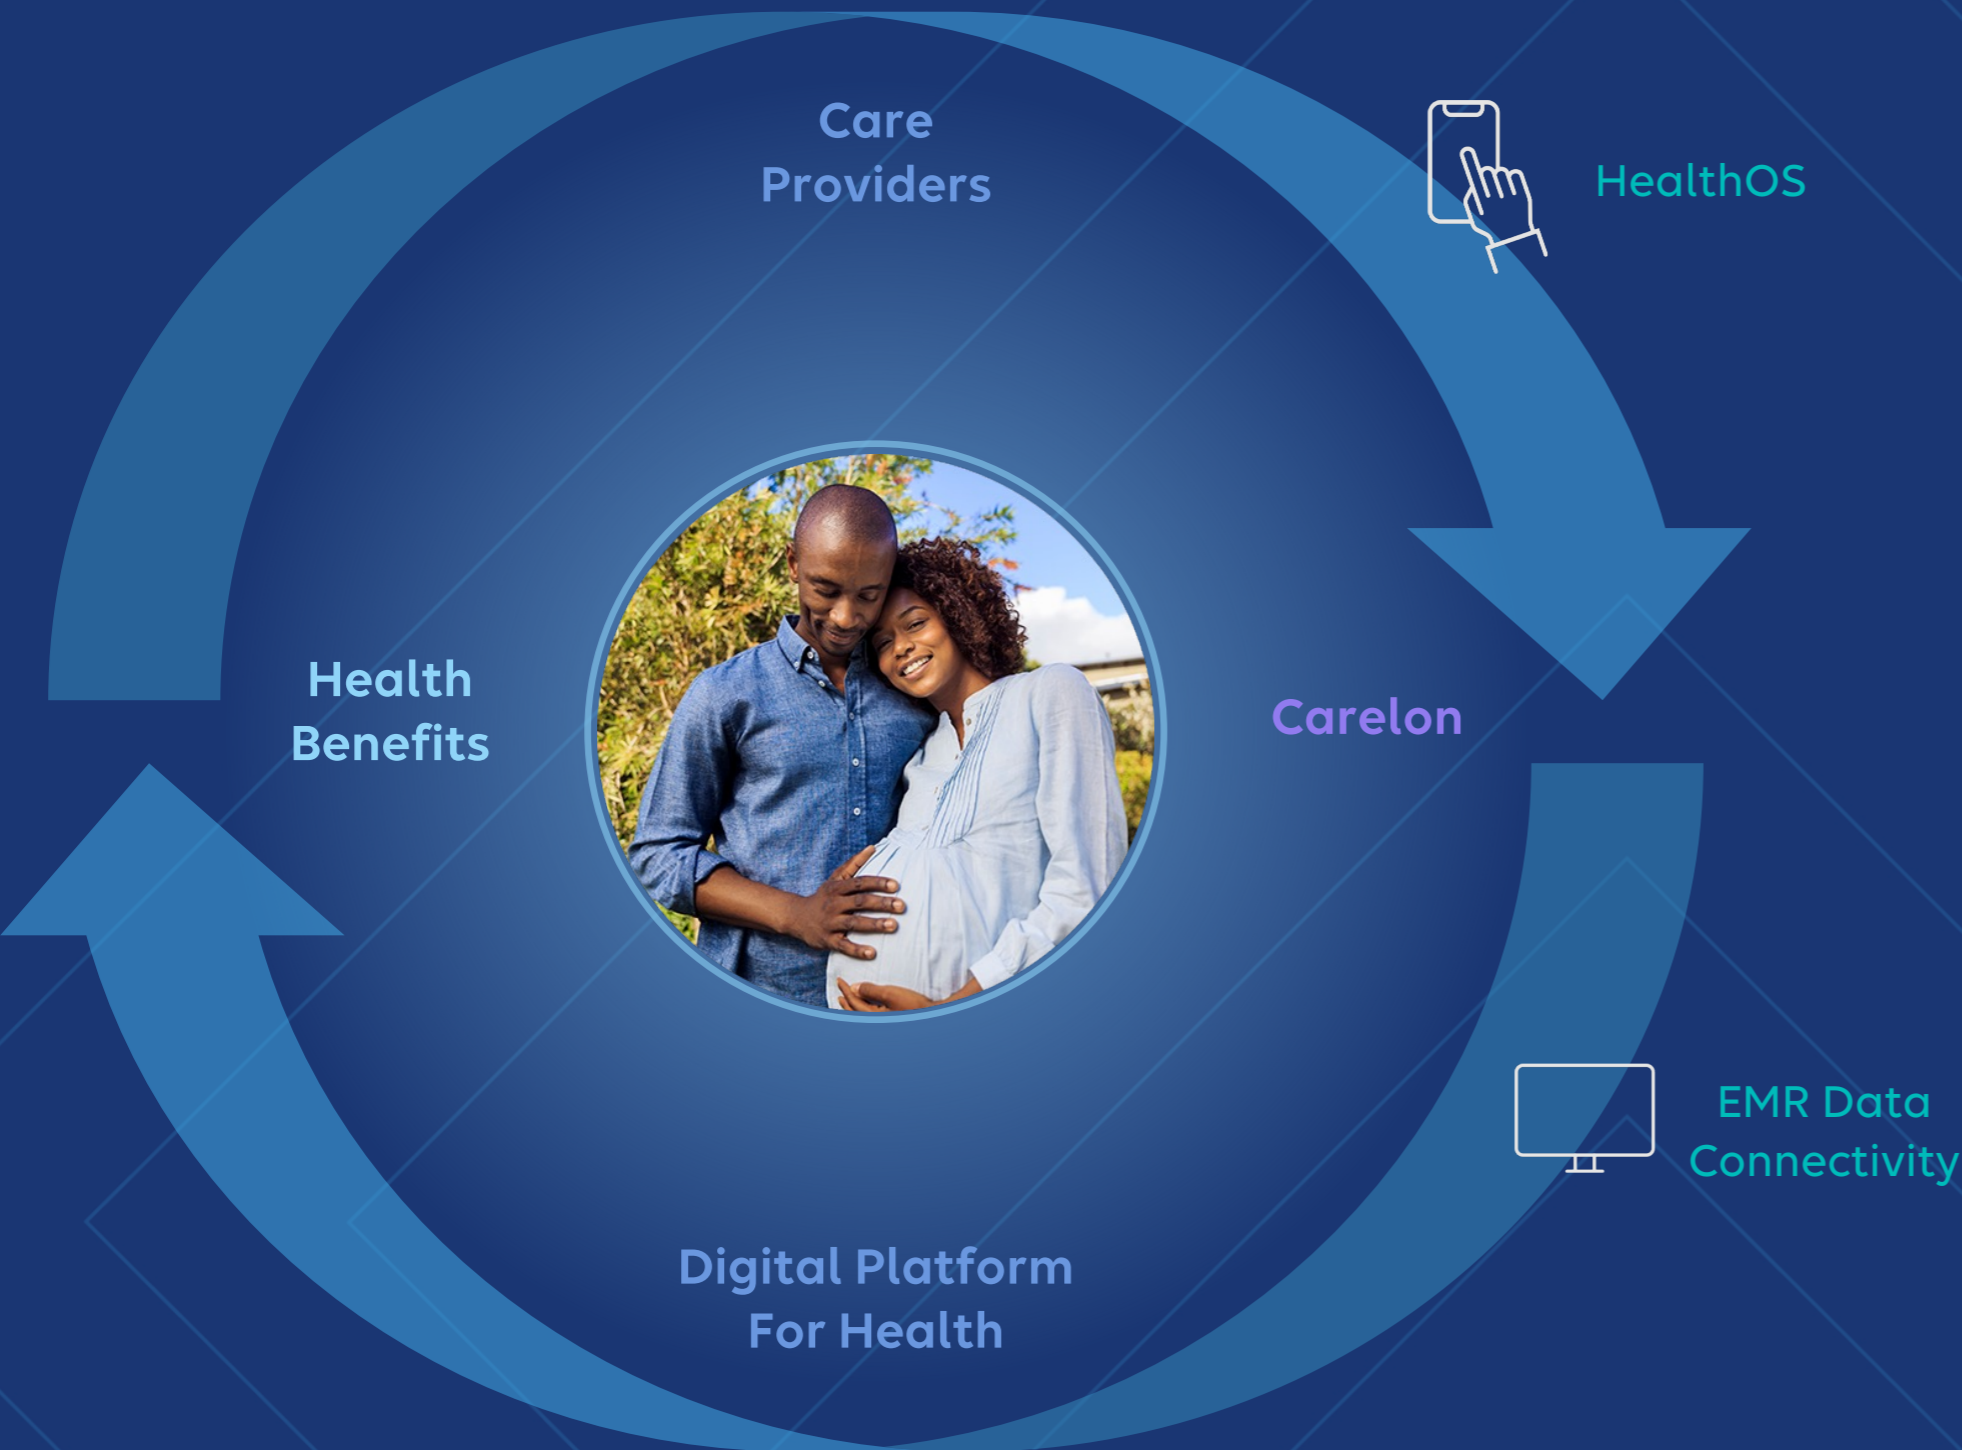 Care
Providers
HealthOS
Health
Benefits
Carelon
EMR Data
Connectivity
Digital Platform
For Health